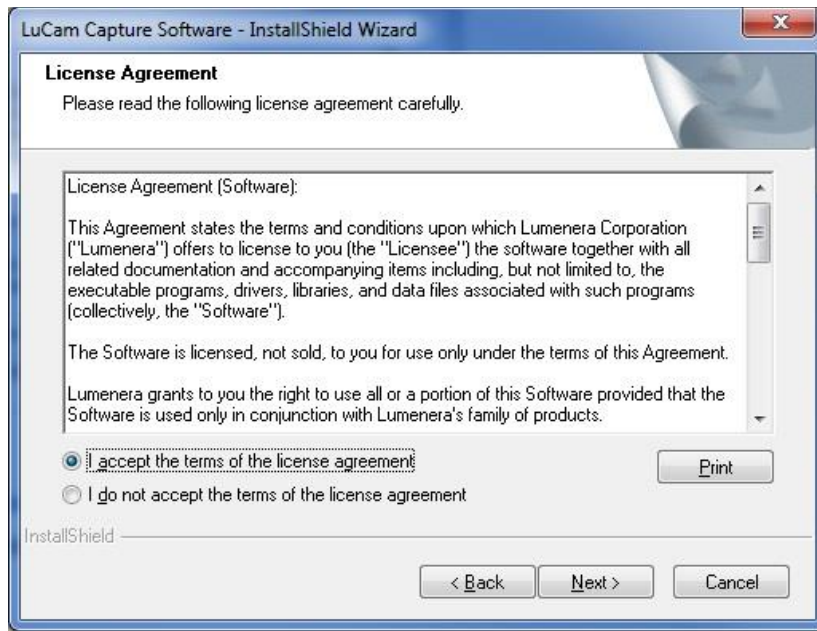 LuCam Capture Software - InstallShield Wizard
License Agreement
Please read the following license agreement carefully.
License Agreement (Software):
This Agreement states the terms and conditions upon which Lumenera Corporation
("Lumenera") offers to license to you (the "Licensee") the software together with all
related documentation and accompanying items including, but not limited to, the
executable programs, drivers, libraries, and data files associated with such programs
(collectively, the "Software").
The Software is licensed, not sold, to you for use only under the terms of this Agreement.
Lumenera grants to you the right to use all or a portion of this Software provided that the
Software is used only in conjunction with Lumenera's family of products.
I accept the terms of the license agreement
Print
I do not accept the terms of the license agreement
InstallShield
< Back Next > Cancel